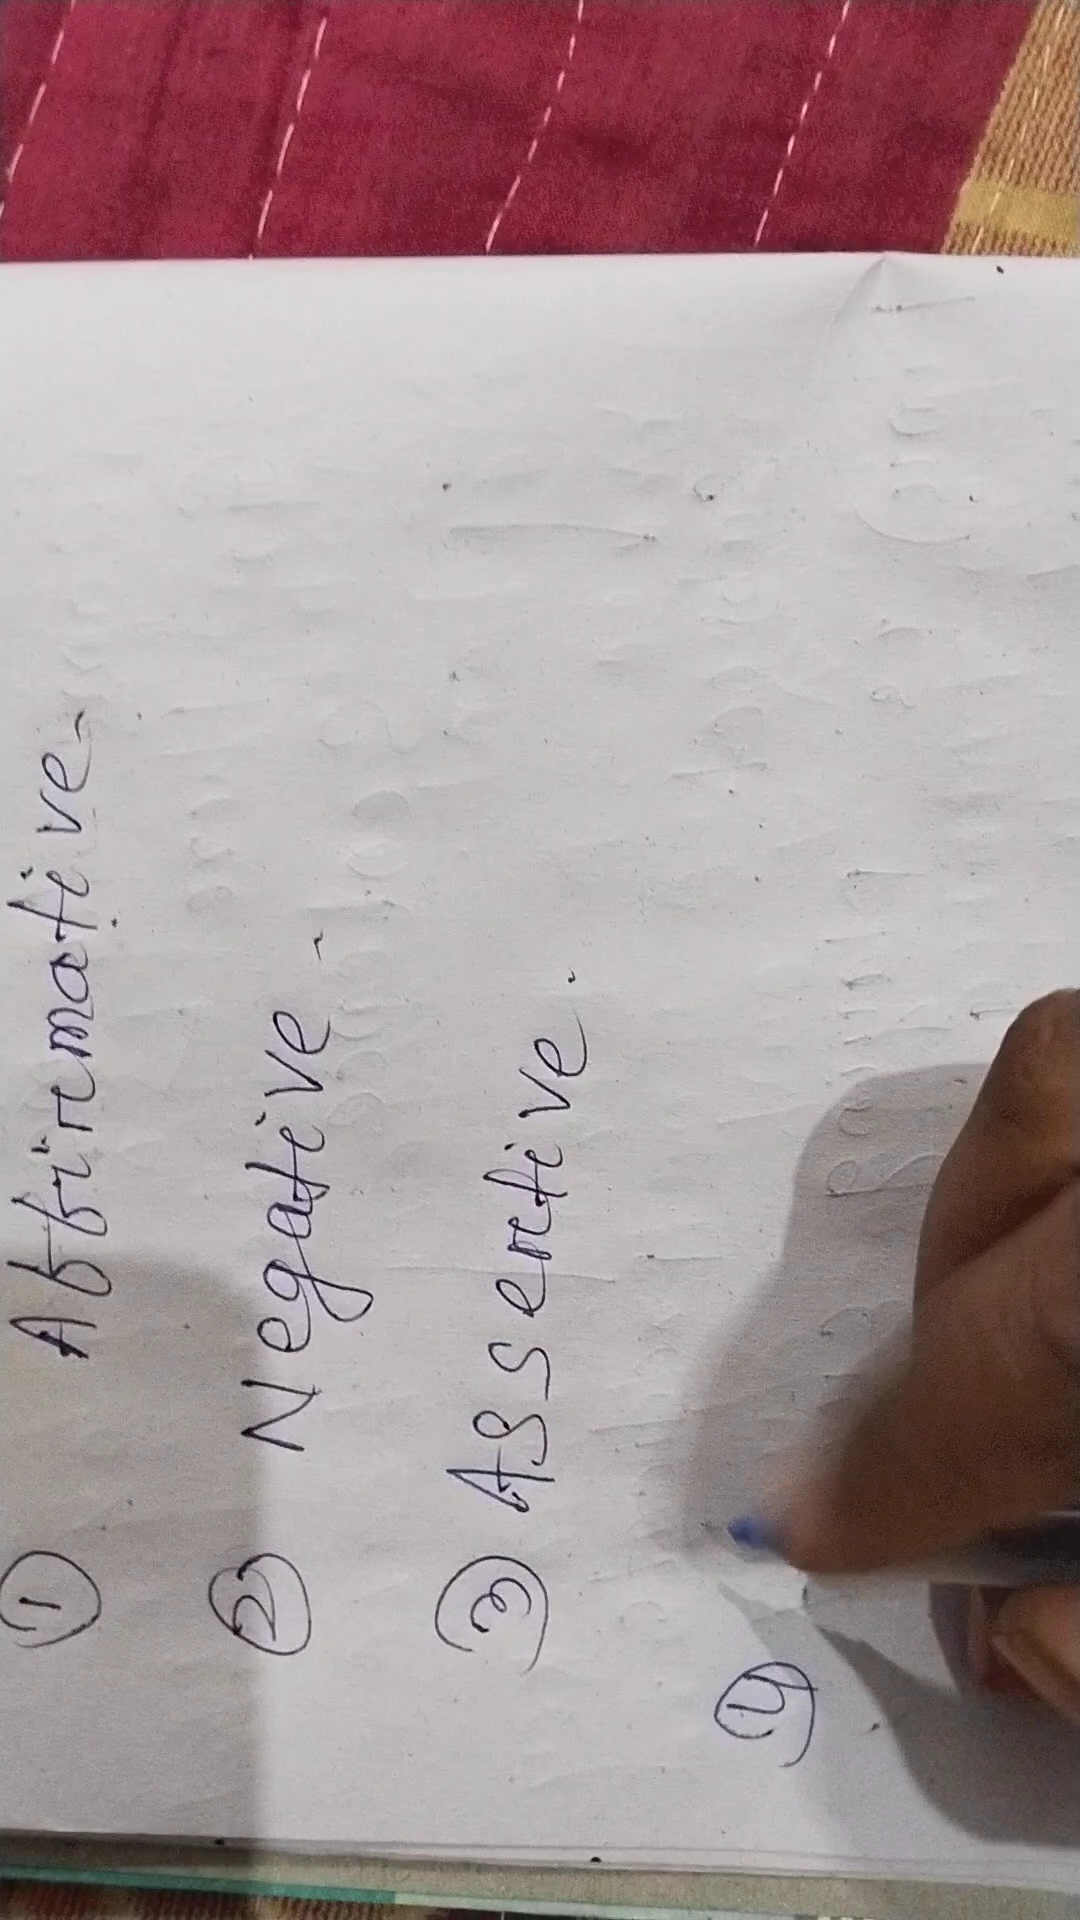 ① Affirmative
② Negative
③ Assertive
④